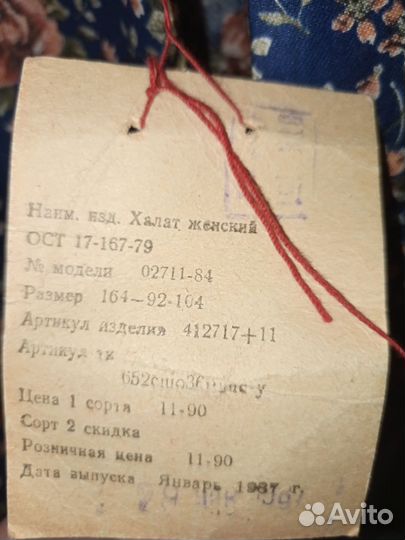 Наим. изд. Халат женский
ОСТ 17-167-79
№ модели 02711-84
Размер 164—92-104
Артикул изделия 412717+11
Артикул тк
Цена 1 сорта 11-90
Сорт 2 скидка
Розничная цена 11-90
Дата выпуска Январь 1987 г.
Avito